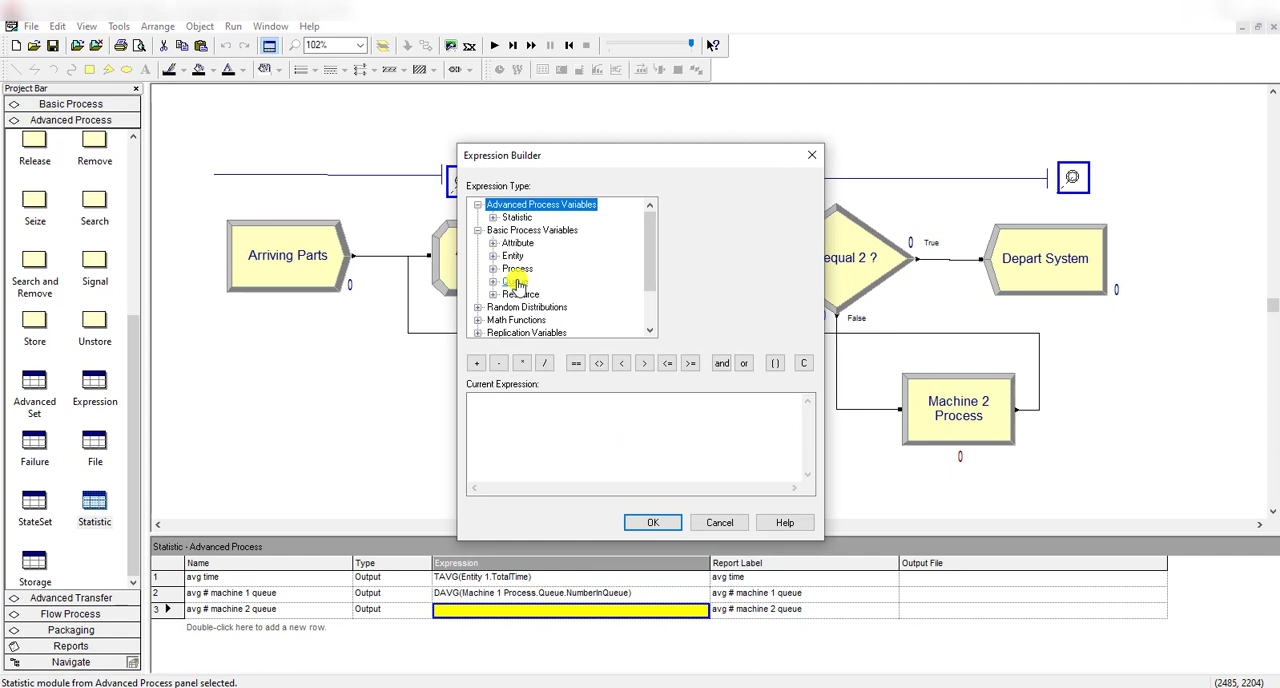 File Edit View Tools Arrange Object Run Window Help
102%
Project Bar
Basic Process
Advanced Process
Release Remove
Seize Search
Search and Remove Signal
Store Unstore
Advanced Set Expression
Failure File
StateSet Statistic
Storage
Advanced Transfer
Flow Process
Packaging
Reports
Navigate
Arriving Parts
0
Expression Builder
Expression Type:
Advanced Process Variables
Statistic
Basic Process Variables
Attribute
Entity
Process
Resource
Random Distributions
Math Functions
Replication Variables
+ - * / == <> < > <= >= and or ( ) C
Current Expression:
OK Cancel Help
equal 2 ?
0
True
False
Depart System
0
Machine 2
Process
0
Statistic - Advanced Process
Name Type Expression Report Label Output File
1 avg time Output TAVG(Entity 1.TotalTime) avg time
2 avg # machine 1 queue Output DAVG(Machine 1 Process.Queue.NumberInQueue) avg # machine 1 queue
3 avg # machine 2 queue Output avg # machine 2 queue
Double-click here to add a new row.
Statistic module from Advanced Process panel selected.
(2485, 2204)